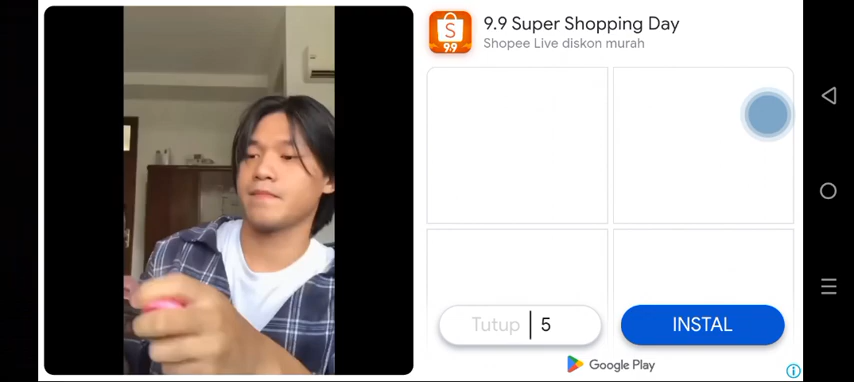 S
9.9
9.9 Super Shopping Day
Shopee Live diskon murah
Tutup 5
INSTAL
Google Play